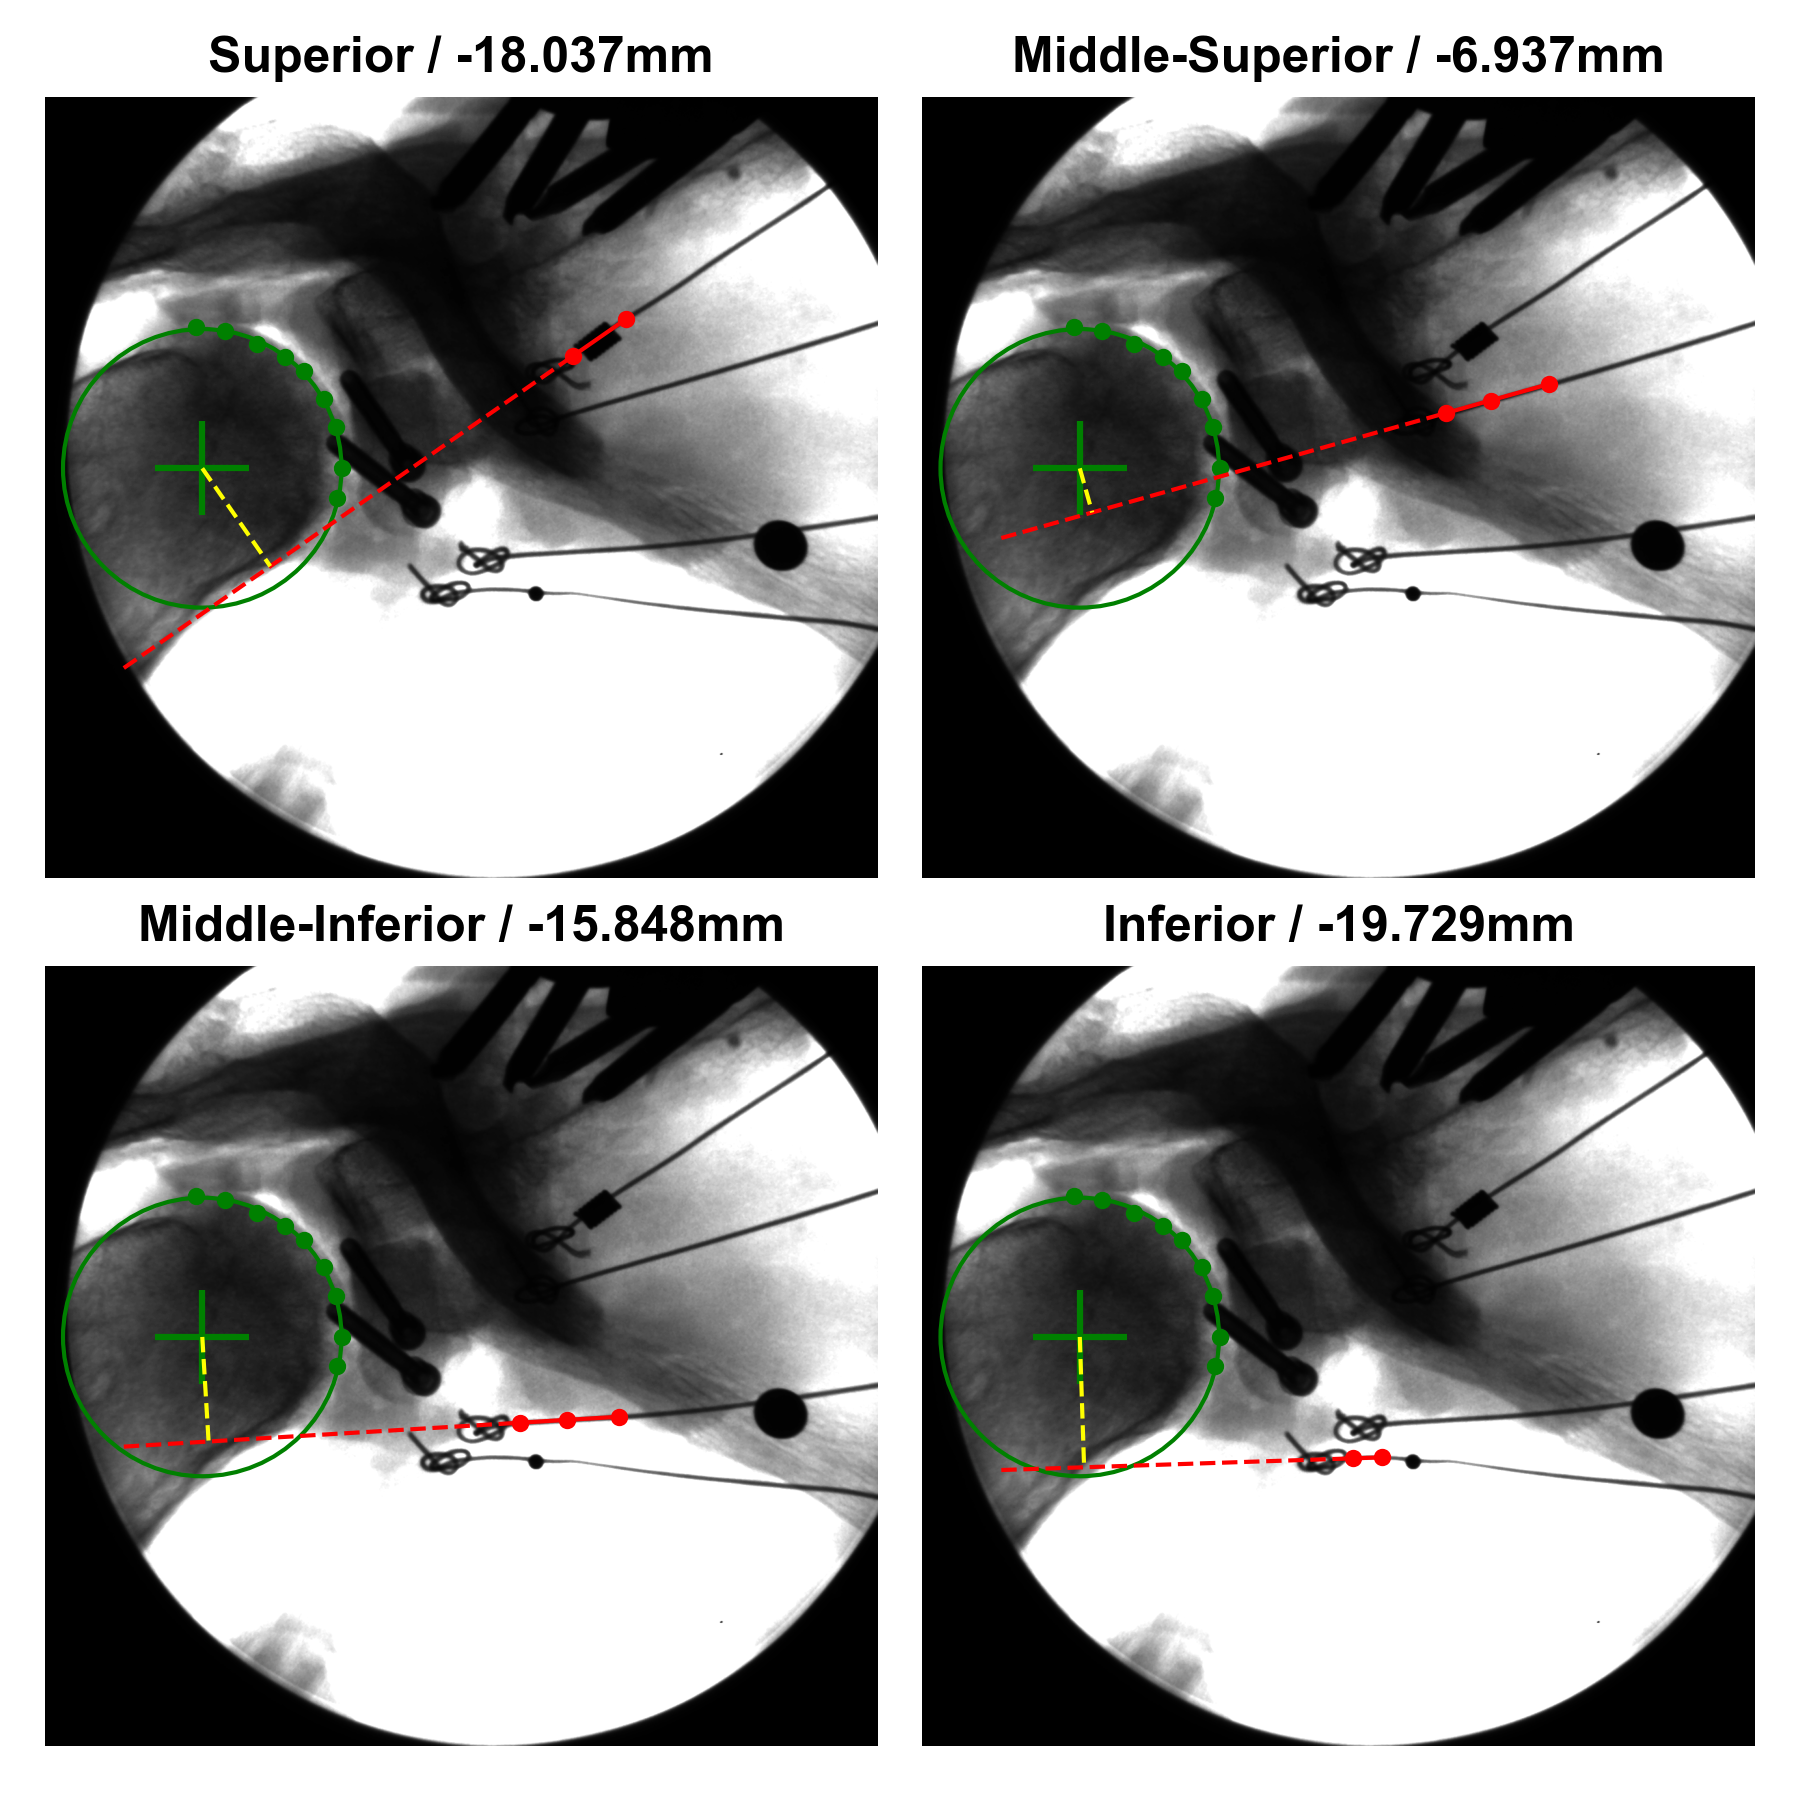 Superior / -18.037mm
Middle-Superior / -6.937mm
Middle-Inferior / -15.848mm
Inferior / -19.729mm